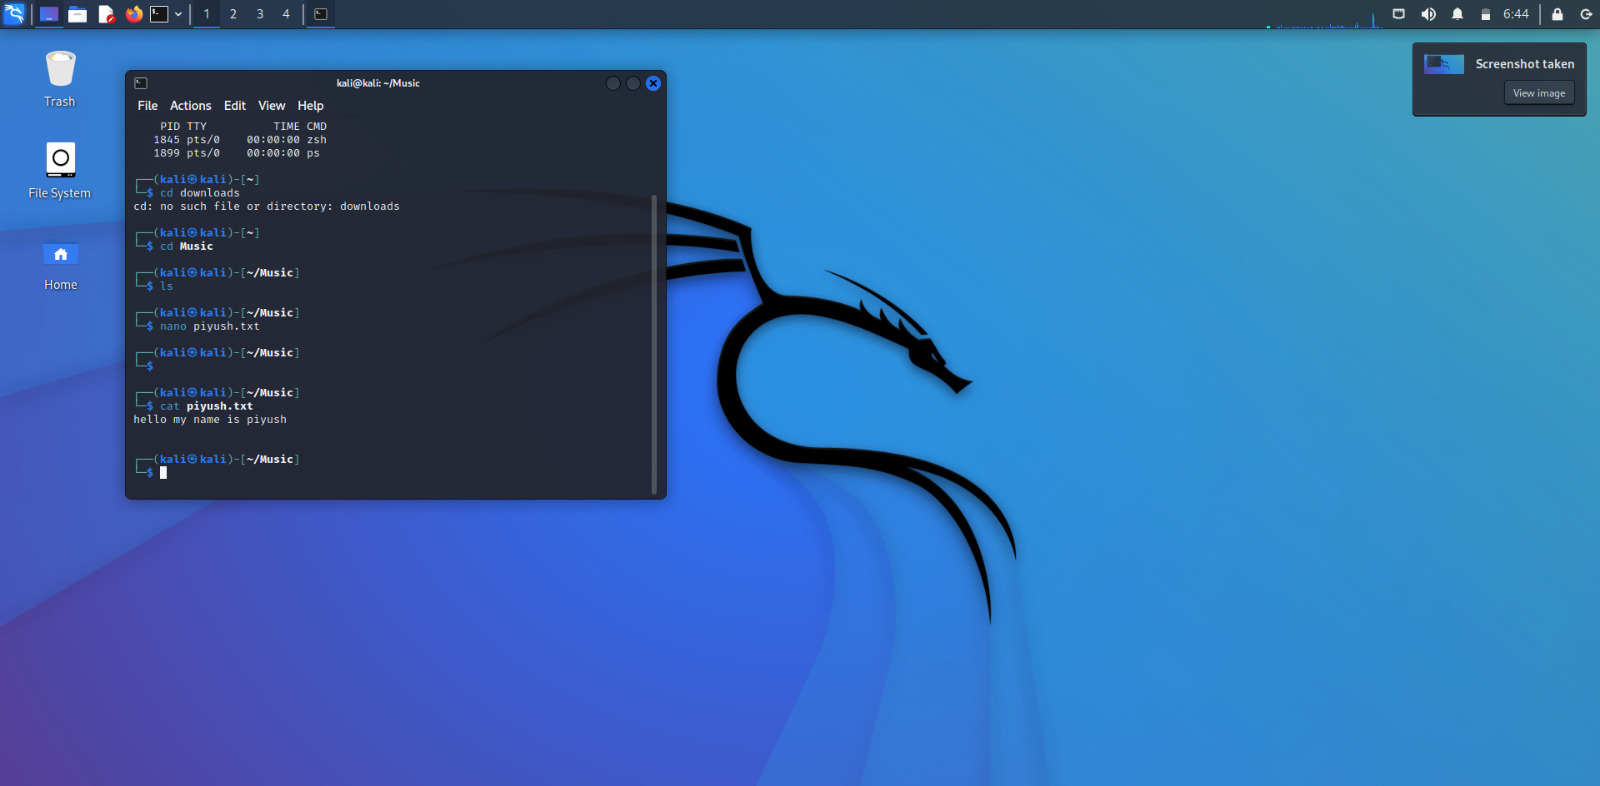 1 2 3 4
6:44
Trash
File System
Home
Screenshot taken
View image
kali@kali: ~/Music
File Actions Edit View Help
PID TTY TIME CMD
1845 pts/0 00:00:00 zsh
1899 pts/0 00:00:00 ps
┌──(kali㉿kali)-[~]
└─$ cd downloads
cd: no such file or directory: downloads
┌──(kali㉿kali)-[~]
└─$ cd Music
┌──(kali㉿kali)-[~/Music]
└─$ ls
┌──(kali㉿kali)-[~/Music]
└─$ nano piyush.txt
┌──(kali㉿kali)-[~/Music]
└─$
┌──(kali㉿kali)-[~/Music]
└─$ cat piyush.txt
hello my name is piyush
┌──(kali㉿kali)-[~/Music]
└─$